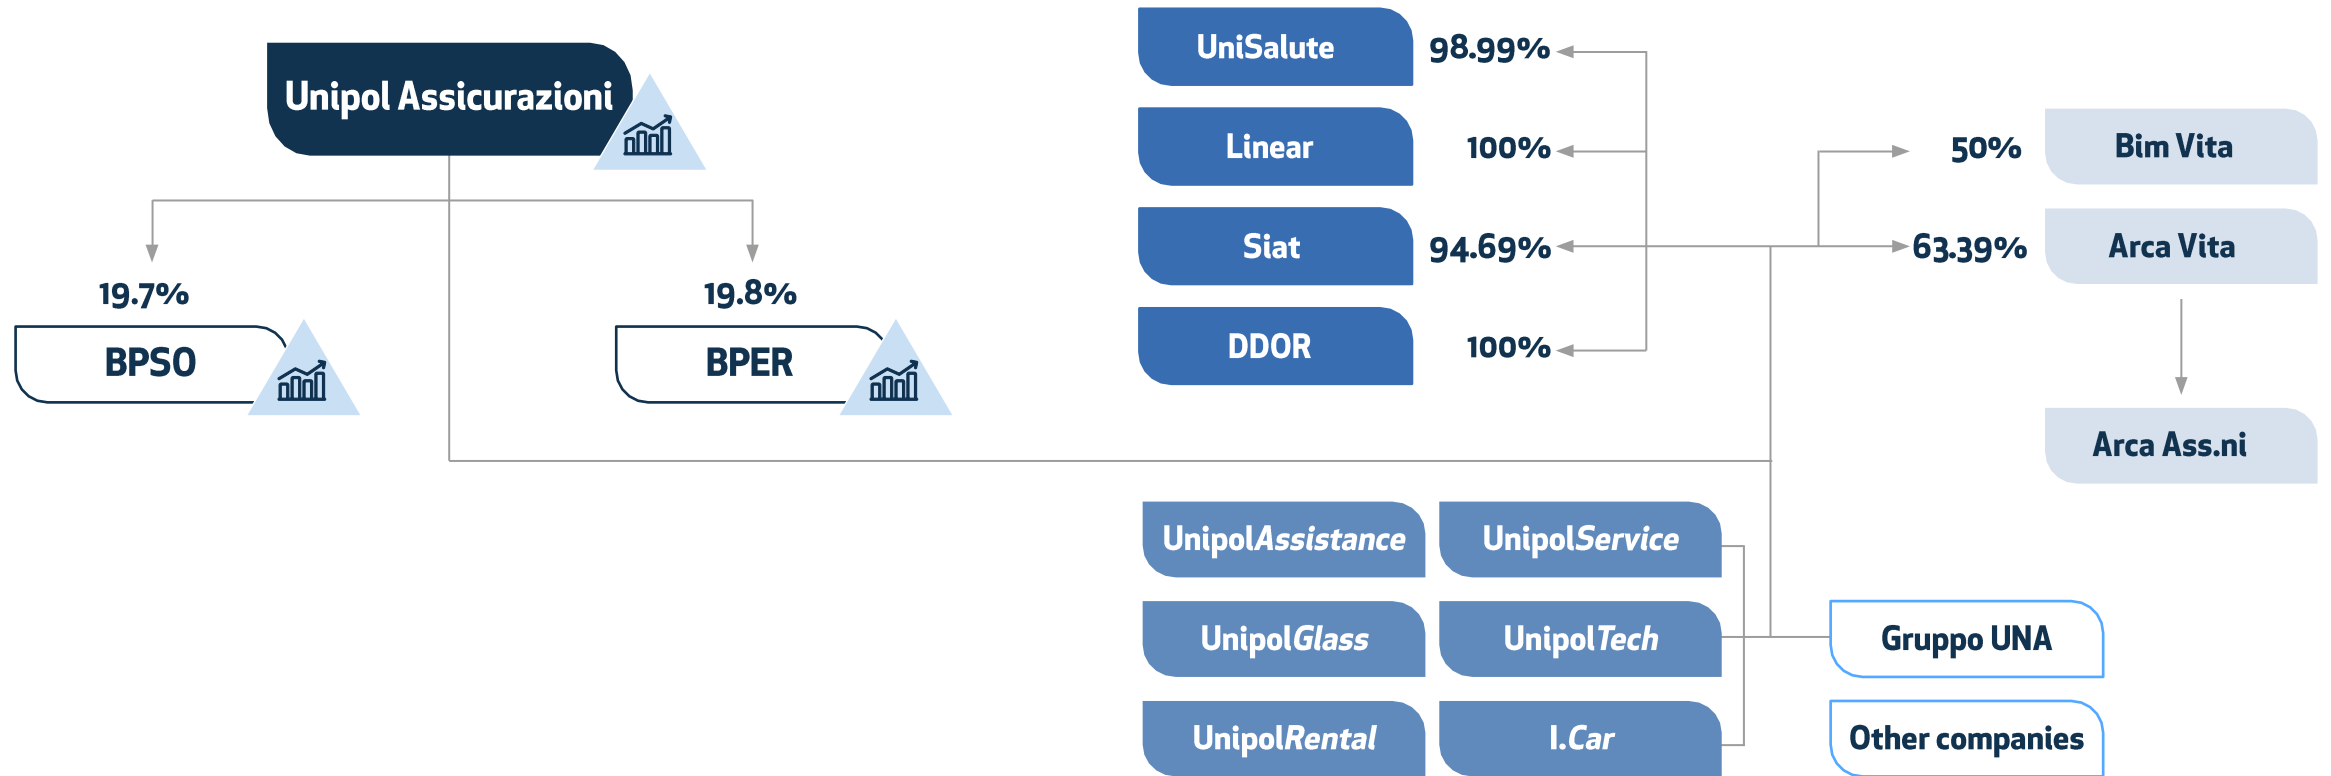 Unipol Assicurazioni
19.7%
BPSO
19.8%
BPER
UniSalute 98.99%
Linear 100%
Siat 94.69%
DDOR 100%
50% Bim Vita
63.39% Arca Vita
Arca Ass.ni
UnipolAssistance UnipolService
UnipolGlass UnipolTech
UnipolRental I.Car
Gruppo UNA
Other companies